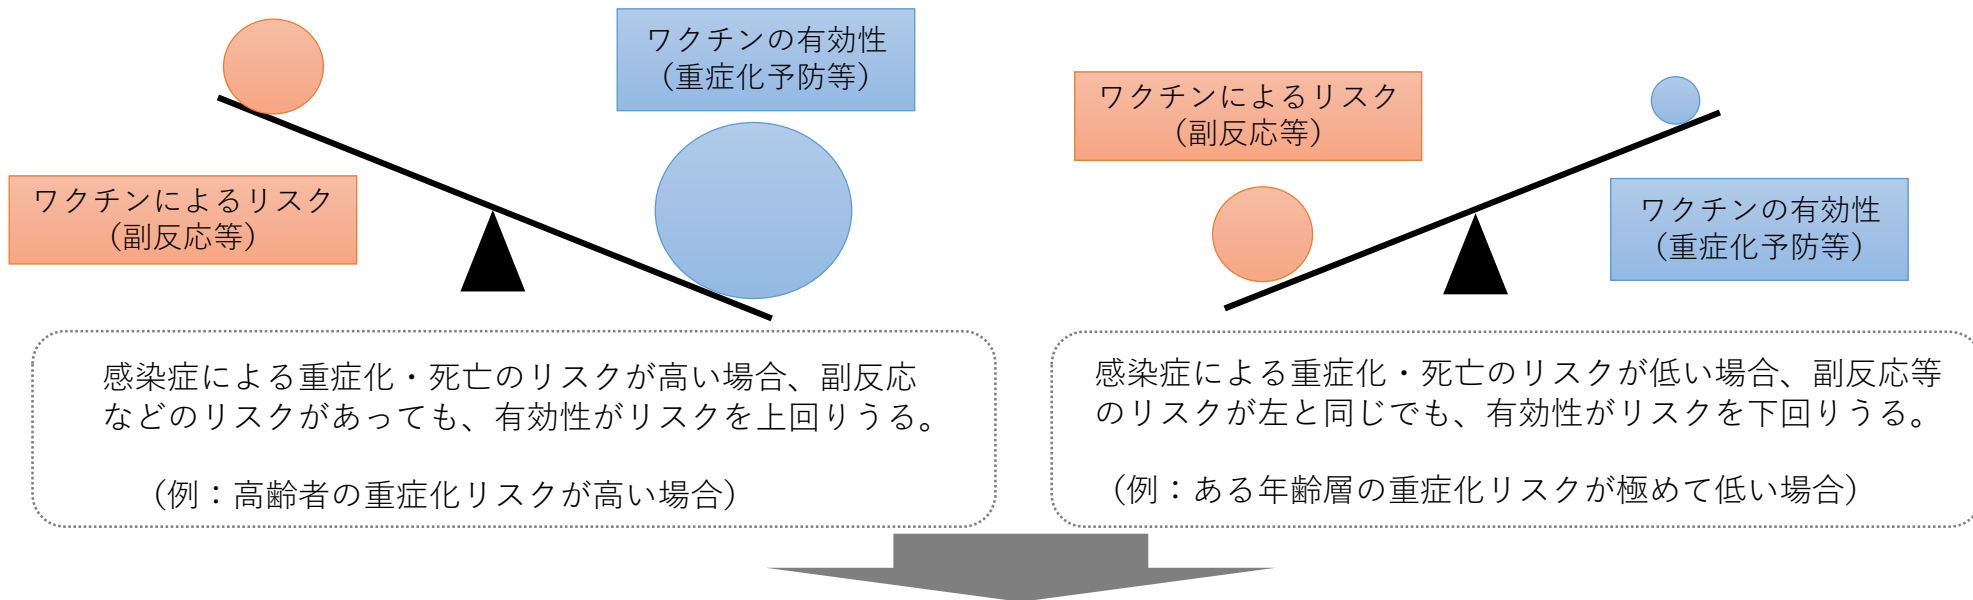 ワクチンの有効性
（重症化予防等）
ワクチンによるリスク
（副反応等）
感染症による重症化・死亡のリスクが高い場合、副反応
などのリスクがあっても、有効性がリスクを上回りうる。
（例：高齢者の重症化リスクが高い場合）
ワクチンによるリスク
（副反応等）
ワクチンの有効性
（重症化予防等）
感染症による重症化・死亡のリスクが低い場合、副反応等
のリスクが左と同じでも、有効性がリスクを下回りうる。
（例：ある年齢層の重症化リスクが極めて低い場合）